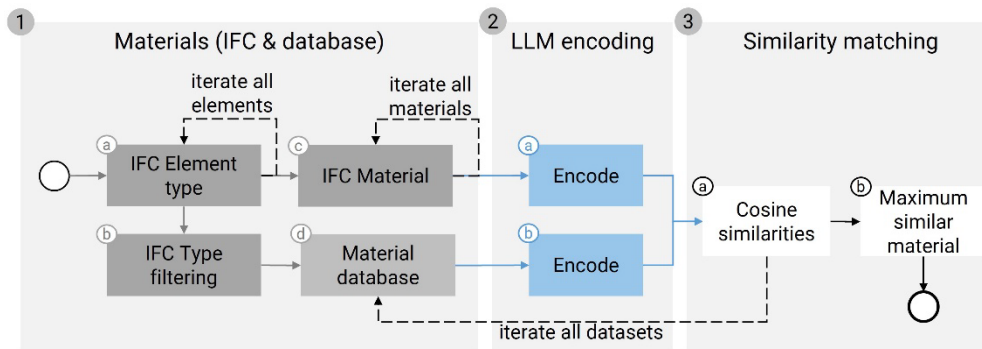 1
Materials (IFC & database)
2
LLM encoding
3
Similarity matching
iterate all
elements
iterate all
materials
a
IFC Element
type
c
IFC Material
a
Encode
a
Cosine
similarities
b
Maximum
similar
material
b
IFC Type
filtering
d
Material
database
b
Encode
iterate all datasets